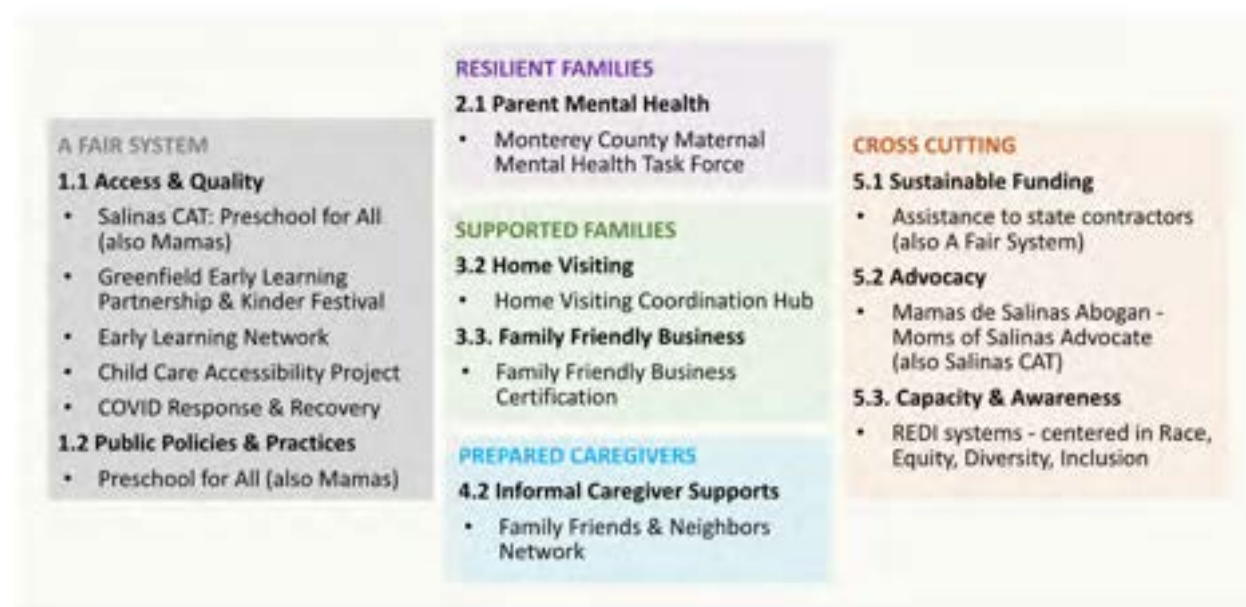 A FAIR SYSTEM
1.1 Access & Quality
• Salinas CAT: Preschool for All
(also Mamas)
• Greenfield Early Learning
Partnership & Kinder Festival
• Early Learning Network
• Child Care Accessibility Project
• COVID Response & Recovery
1.2 Public Policies & Practices
• Preschool for All (also Mamas)
RESILIENT FAMILIES
2.1 Parent Mental Health
• Monterey County Maternal
Mental Health Task Force
SUPPORTED FAMILIES
3.2 Home Visiting
• Home Visiting Coordination Hub
3.3. Family Friendly Business
• Family Friendly Business
Certification
PREPARED CAREGIVERS
4.2 Informal Caregiver Supports
• Family Friends & Neighbors
Network
CROSS CUTTING
5.1 Sustainable Funding
• Assistance to state contractors
(also A Fair System)
5.2 Advocacy
• Mamas de Salinas Abogan -
Moms of Salinas Advocate
(also Salinas CAT)
5.3. Capacity & Awareness
• REDI systems - centered in Race,
Equity, Diversity, Inclusion